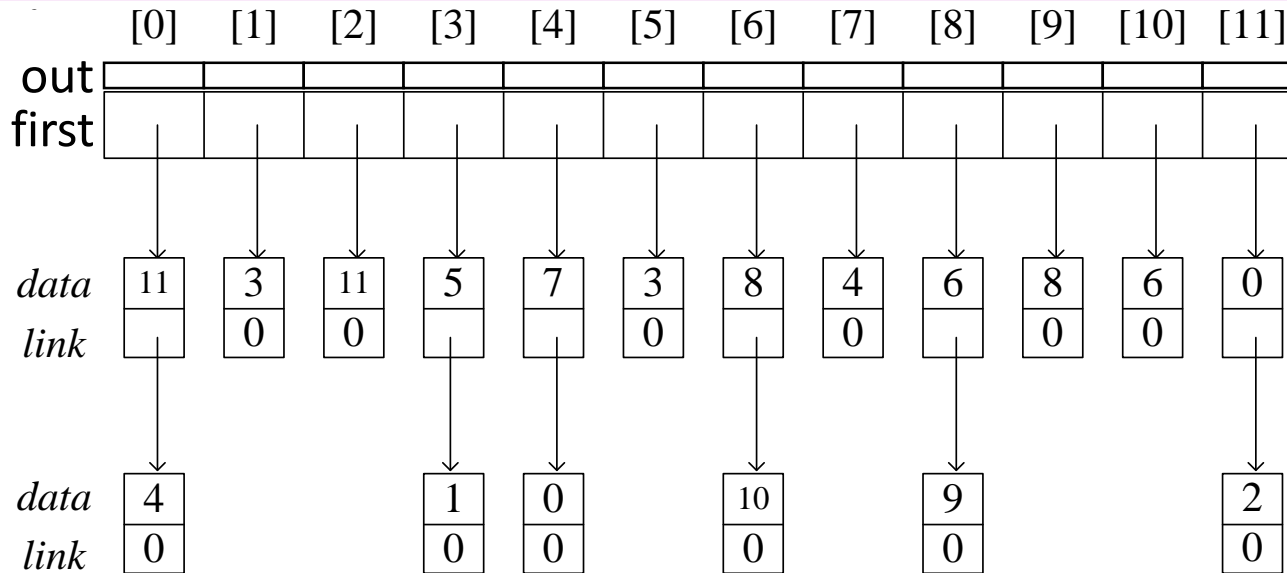 [0] [1] [2] [3] [4] [5] [6] [7] [8] [9] [10] [11]
out
first
data 11 3 11 5 7 3 8 4 6 8 6 0
link 0 0 0 0 0 0
data 4 1 0 10 9 2
link 0 0 0 0 0 0